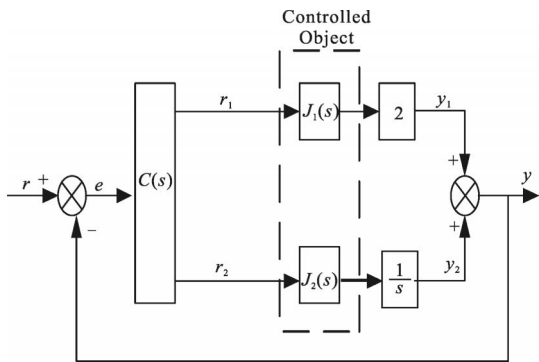 Controlled
Object
r₁
J₁(s)
2
y₁
+
r
+
e
C(s)
y
−
+
r₂
J₂(s)
1
s
y₂